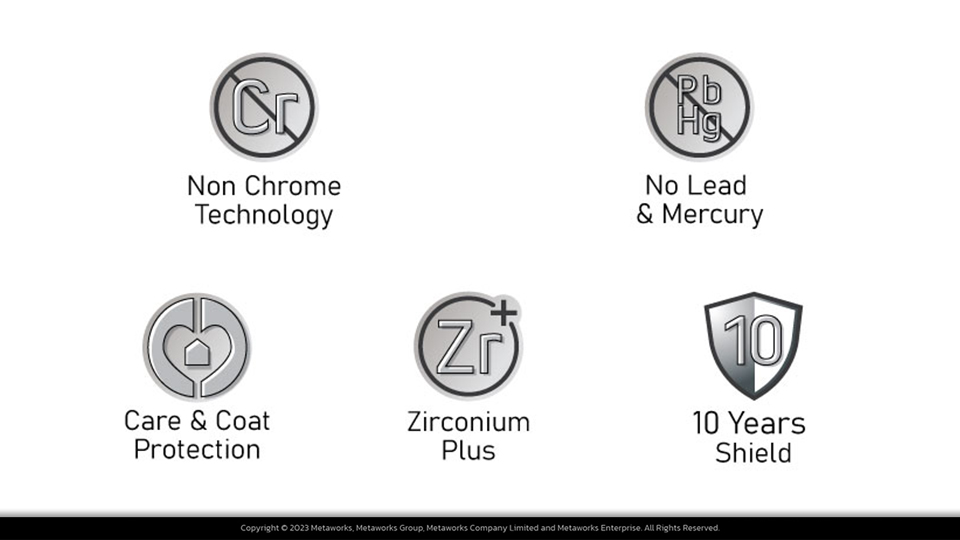 Cr
Pb
Hg
Non Chrome
Technology
No Lead
& Mercury
Zr+
10
Care & Coat
Protection
Zirconium
Plus
10 Years
Shield
Copyright © 2023 Metaworks, Metaworks Group, Metaworks Company Limited and Metaworks Enterprise. All Rights Reserved.